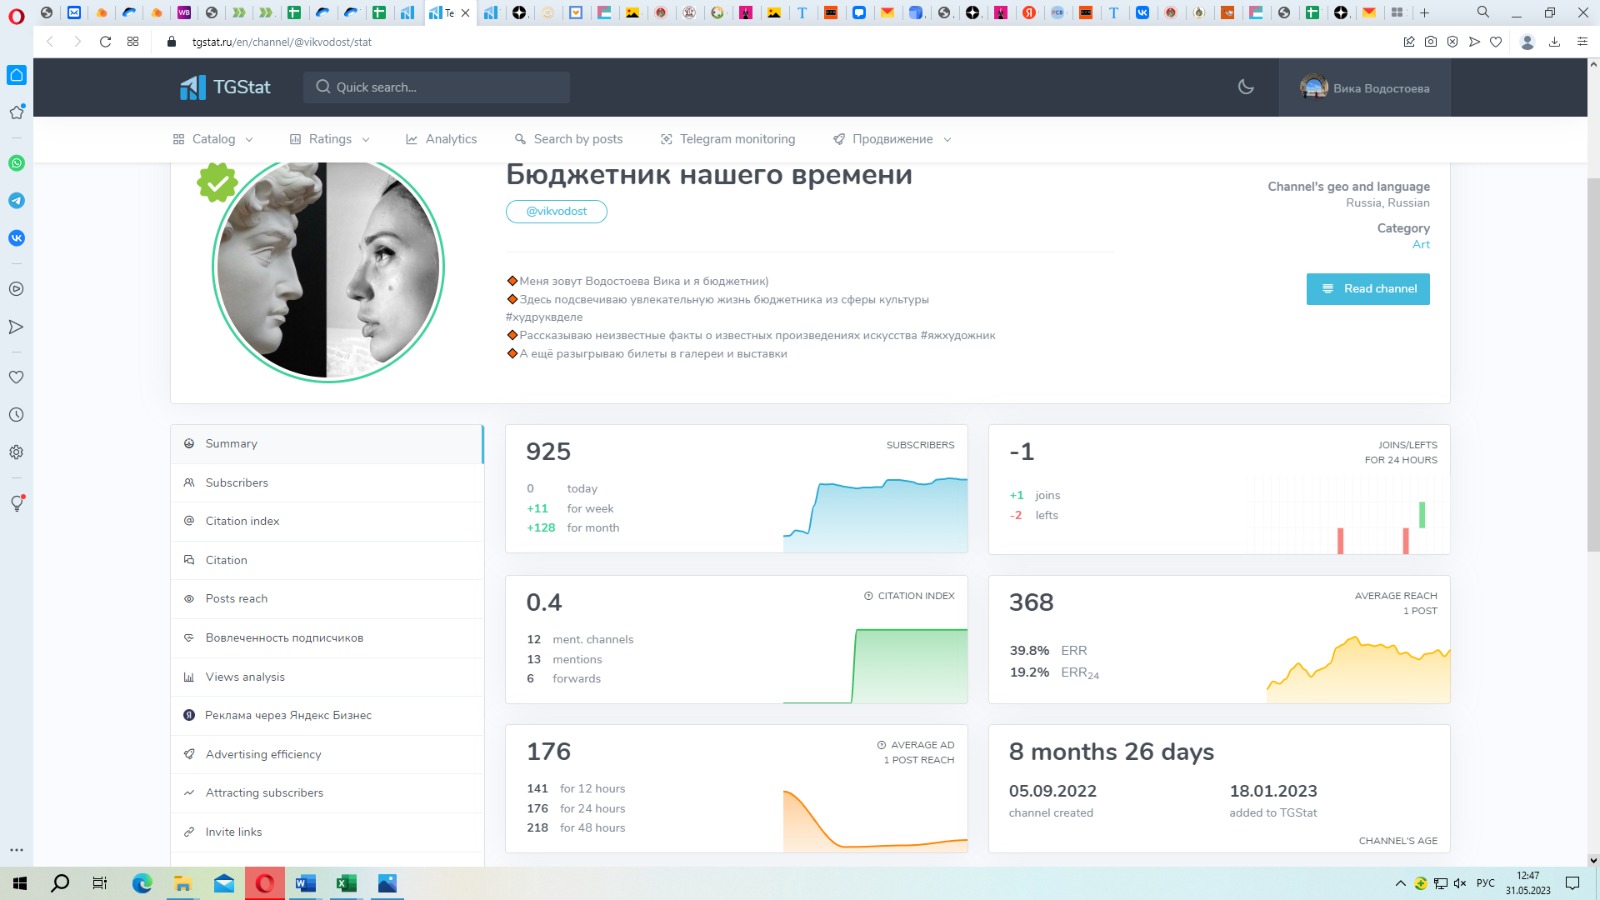 Te
tgstat.ru/en/channel/@vikvodost/stat
TGStat
Quick search...
Вика Водостоева
Catalog
Ratings
Analytics
Search by posts
Telegram monitoring
Продвижение
Бюджетник нашего времени
@vikvodost
Меня зовут Водостоева Вика и я бюджетник)
Здесь подсвечиваю увлекательную жизнь бюджетника из сферы культуры
#худруквделе
Рассказываю неизвестные факты о известных произведениях искусства #яжхудожник
А ещё разыгрываю билеты в галереи и выставки
Channel's geo and language
Russia, Russian
Category
Art
Read channel
Summary
Subscribers
Citation index
Citation
Posts reach
Вовлеченность подписчиков
Views analysis
Реклама через Яндекс Бизнес
Advertising efficiency
Attracting subscribers
Invite links
925
SUBSCRIBERS
0 today
+11 for week
+128 for month
-1
JOINS/LEFTS
FOR 24 HOURS
+1 joins
-2 lefts
0.4
CITATION INDEX
12 ment. channels
13 mentions
6 forwards
368
AVERAGE REACH
1 POST
39.8% ERR
19.2% ERR24
176
AVERAGE AD
1 POST REACH
141 for 12 hours
176 for 24 hours
218 for 48 hours
8 months 26 days
05.09.2022
channel created
18.01.2023
added to TGStat
CHANNEL'S AGE
РУС
12:47
31.05.2023